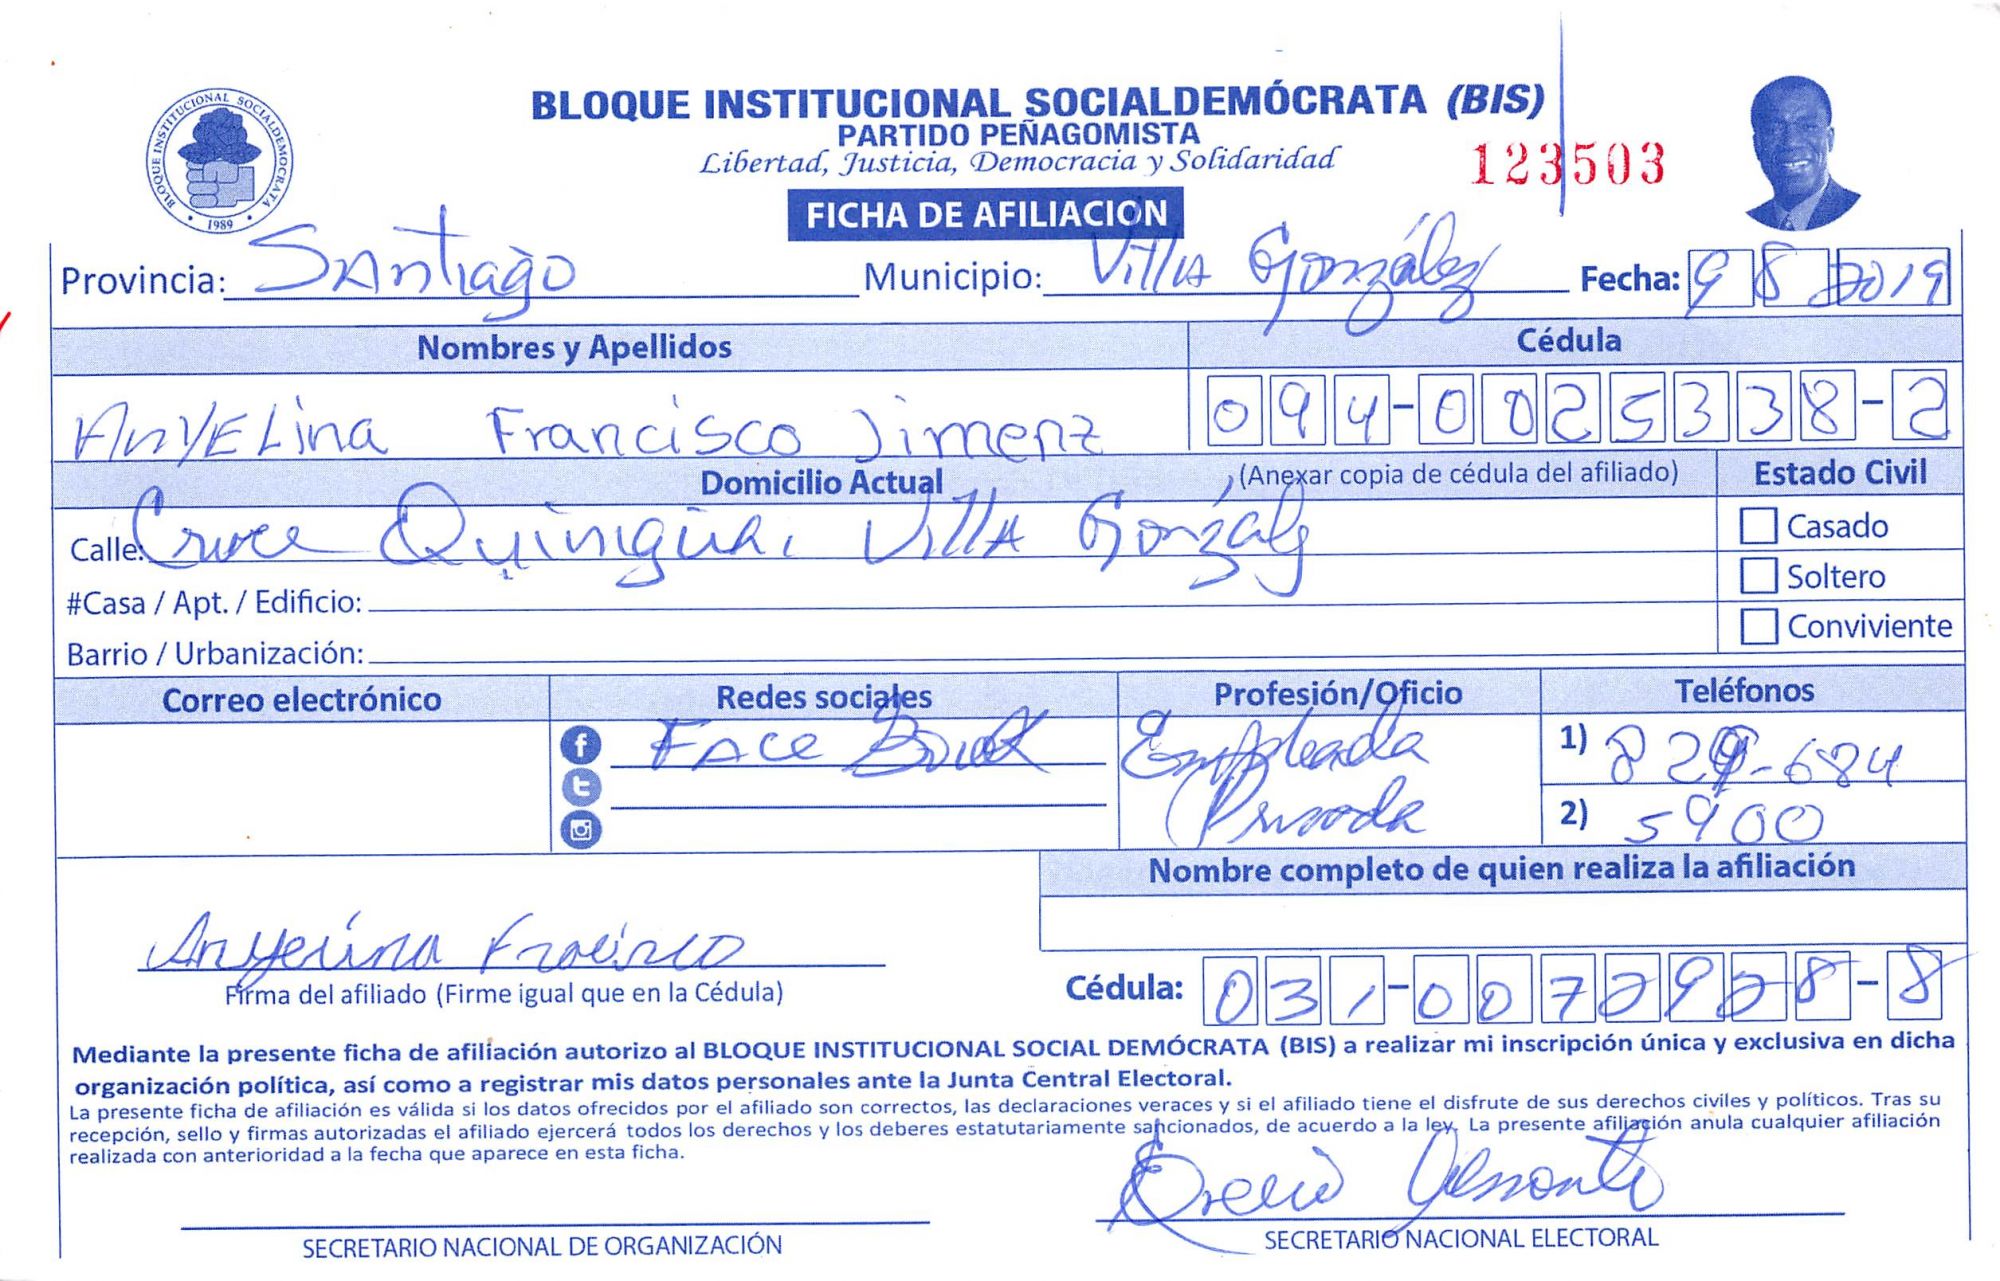 BLOQUE INSTITUCIONAL SOCIALDEMÓCRATA (BIS)
PARTIDO PEÑAGOMISTA
Libertad, Justicia, Democracia y Solidaridad
123503
BLOQUE INSTITUCIONAL SOCIALDEMOCRATA
1989
FICHA DE AFILIACION
Provincia: SAntiago Municipio: Villa González Fecha: 9 8 2019
Nombres y Apellidos Cédula
AnYELina Francisco Jimenz 094-0025338-2
Domicilio Actual (Anexar copia de cédula del afiliado) Estado Civil
Calle: Cruce Quinigua, Villa Gonzalez Casado
Soltero
#Casa / Apt. / Edificio:
Conviviente
Barrio / Urbanización:
Correo electrónico Redes sociales Profesión/Oficio Teléfonos
FAce Book Empleada 1) 829-684
Privada 2) 5900
Nombre completo de quien realiza la afiliación
Anyelina Francisco
Firma del afiliado (Firme igual que en la Cédula) Cédula: 031-0072928-8
Mediante la presente ficha de afiliación autorizo al BLOQUE INSTITUCIONAL SOCIAL DEMÓCRATA (BIS) a realizar mi inscripción única y exclusiva en dicha
organización política, así como a registrar mis datos personales ante la Junta Central Electoral.
La presente ficha de afiliación es válida si los datos ofrecidos por el afiliado son correctos, las declaraciones veraces y si el afiliado tiene el disfrute de sus derechos civiles y políticos. Tras su
recepción, sello y firmas autorizadas el afiliado ejercerá todos los derechos y los deberes estatutariamente sancionados, de acuerdo a la ley. La presente afiliación anula cualquier afiliación
realizada con anterioridad a la fecha que aparece en esta ficha.
SECRETARIO NACIONAL DE ORGANIZACIÓN SECRETARIO NACIONAL ELECTORAL